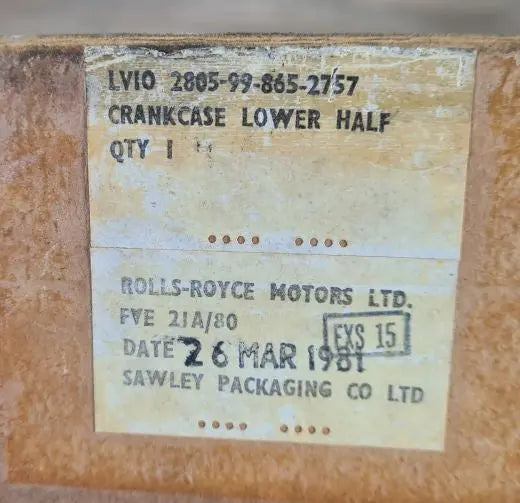 LV10 2805-99-865-2757
CRANKCASE LOWER HALF
QTY 1
ROLLS-ROYCE MOTORS LTD.
FVE 21A/80
EXS 15
DATE 26 MAR 1981
SAWLEY PACKAGING CO LTD